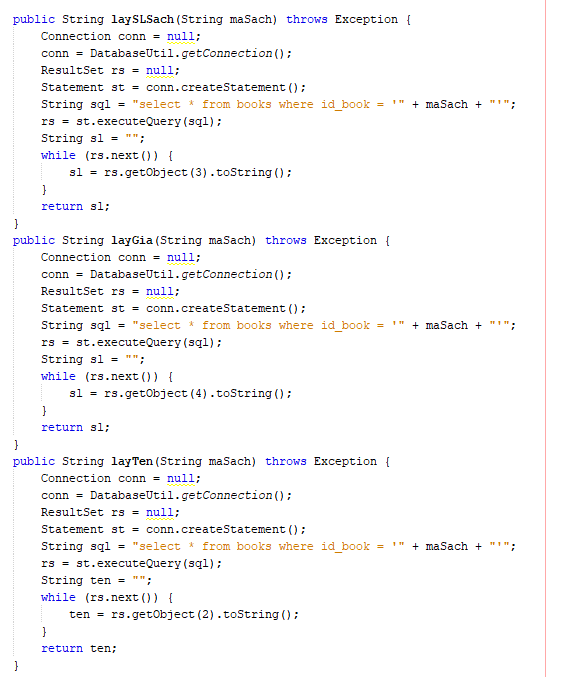 public String laySLSach(String maSach) throws Exception {
    Connection conn = null;
    conn = DatabaseUtil.getConnection();
    ResultSet rs = null;
    Statement st = conn.createStatement();
    String sql = "select * from books where id_book = '" + maSach + "'";
    rs = st.executeQuery(sql);
    String sl = "";
    while (rs.next()) {
        sl = rs.getObject(3).toString();
    }
    return sl;
}
public String layGia(String maSach) throws Exception {
    Connection conn = null;
    conn = DatabaseUtil.getConnection();
    ResultSet rs = null;
    Statement st = conn.createStatement();
    String sql = "select * from books where id_book = '" + maSach + "'";
    rs = st.executeQuery(sql);
    String sl = "";
    while (rs.next()) {
        sl = rs.getObject(4).toString();
    }
    return sl;
}
public String layTen(String maSach) throws Exception {
    Connection conn = null;
    conn = DatabaseUtil.getConnection();
    ResultSet rs = null;
    Statement st = conn.createStatement();
    String sql = "select * from books where id_book = '" + maSach + "'";
    rs = st.executeQuery(sql);
    String ten = "";
    while (rs.next()) {
        ten = rs.getObject(2).toString();
    }
    return ten;
}